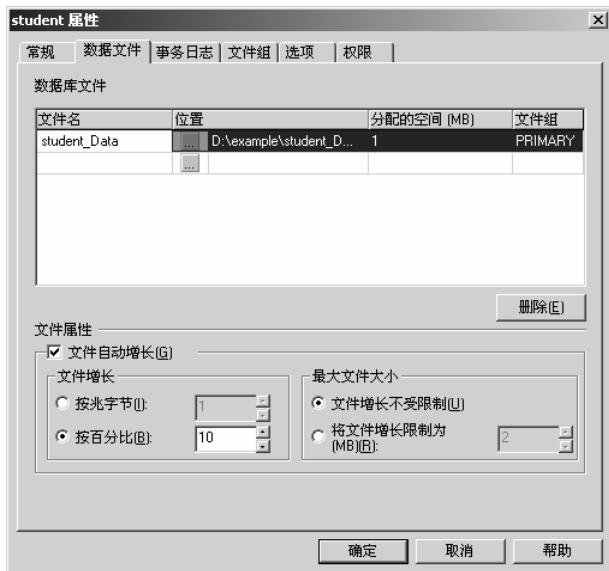 student 属性
常规 数据文件 事务日志 文件组 选项 权限
数据库文件
文件名 位置 分配的空间 (MB) 文件组
student_Data ... D:\example\student_D... 1 PRIMARY
...
删除(E)
文件属性
文件自动增长(G)
文件增长
按兆字节(I): 1
按百分比(B): 10
最大文件大小
文件增长不受限制(U)
将文件增长限制为
(MB)(R): 2
确定 取消 帮助